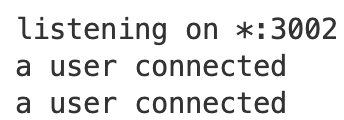 listening on *:3002
a user connected
a user connected